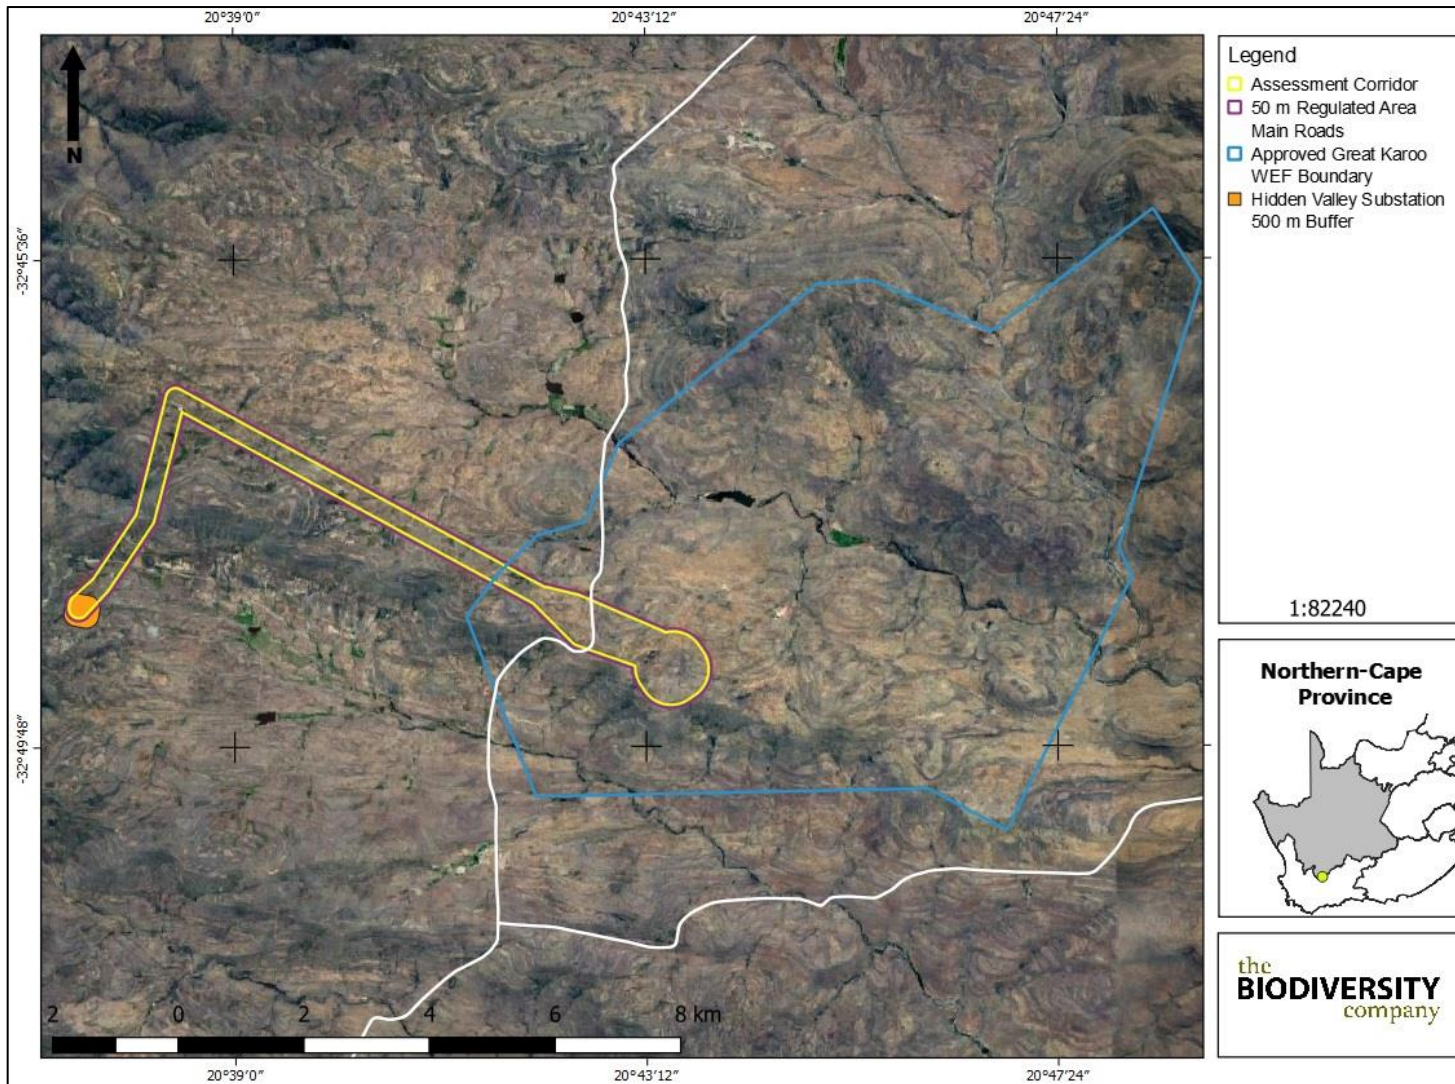 20°39′0″ 20°43′12″ 20°47′24″
N
-32°45′36″
-32°49′48″
2 0 2 4 6 8 km
20°39′0″ 20°43′12″ 20°47′24″
Legend
Assessment Corridor
50 m Regulated Area
Main Roads
Approved Great Karoo
WEF Boundary
Hidden Valley Substation
500 m Buffer
1:82240
Northern-Cape
Province
the
BIODIVERSITY
company